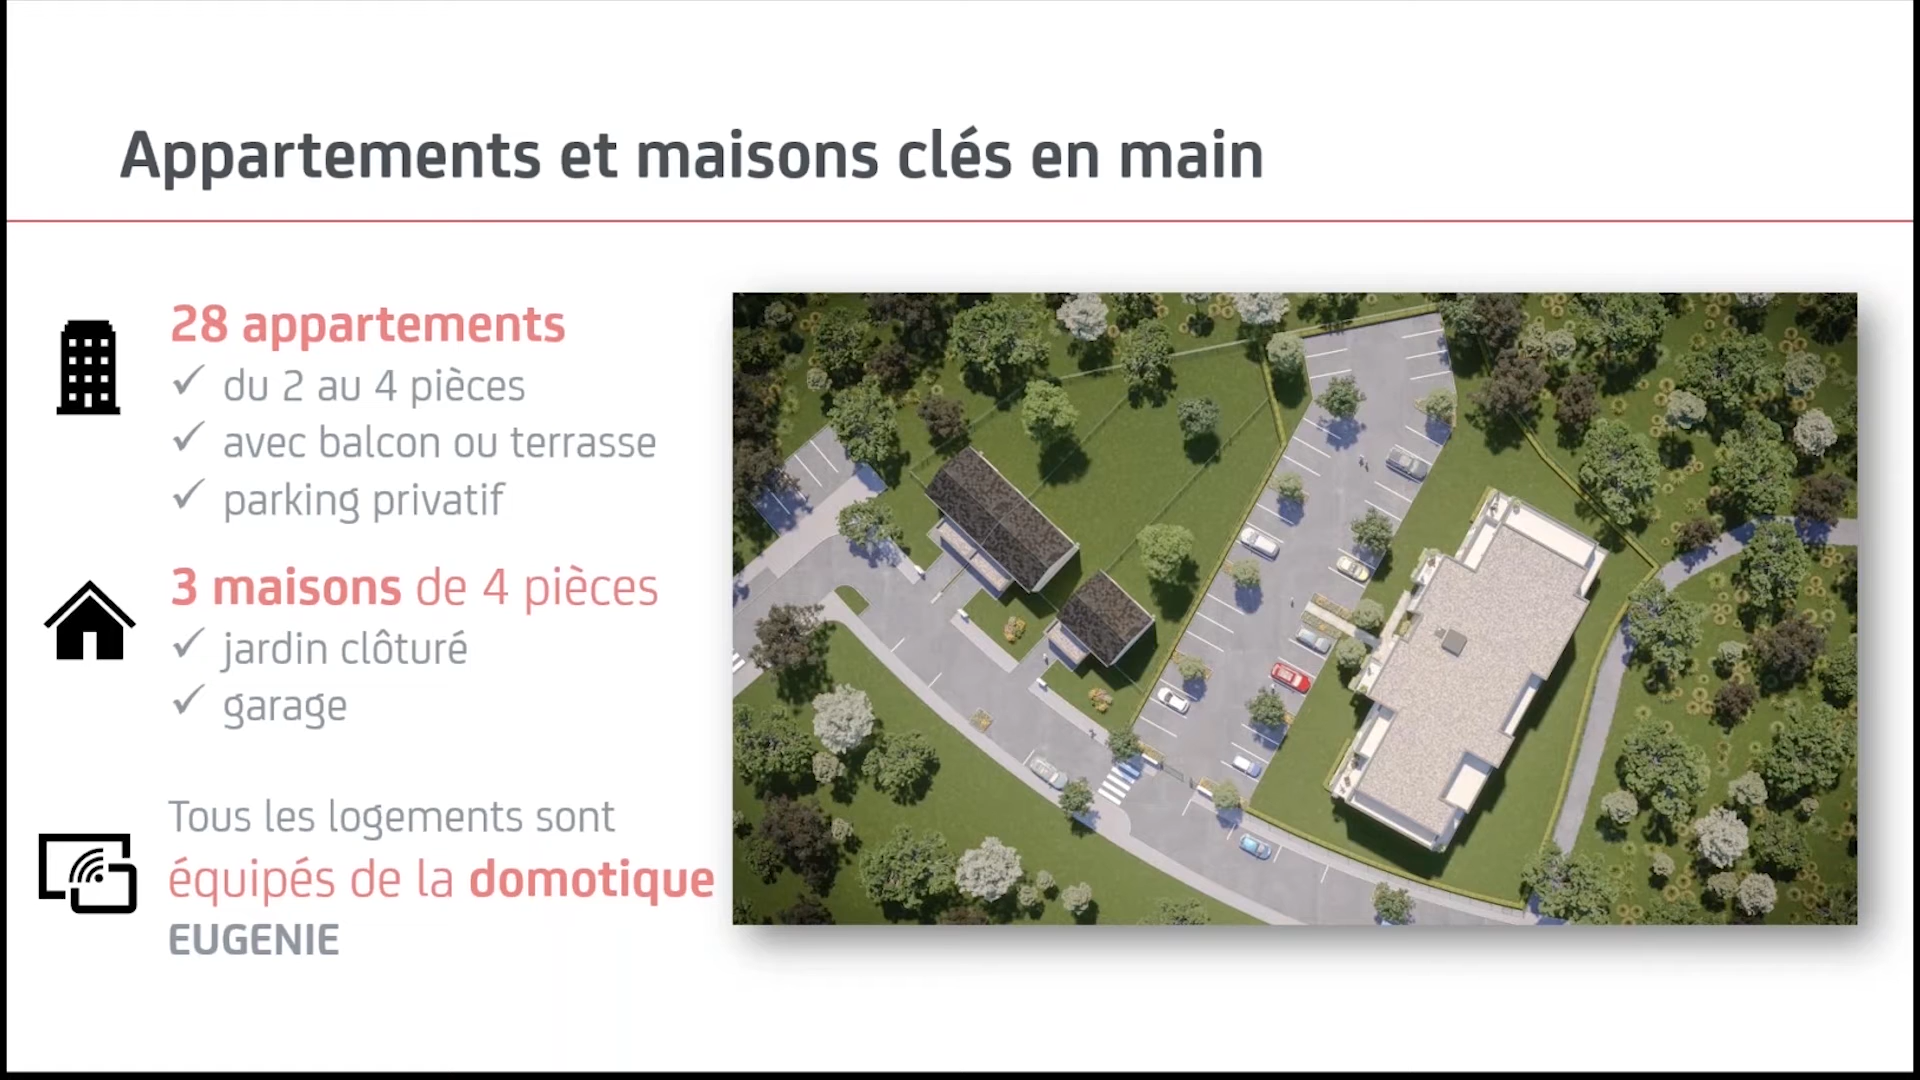 Appartements et maisons clés en main
28 appartements
✓ du 2 au 4 pièces
✓ avec balcon ou terrasse
✓ parking privatif
3 maisons de 4 pièces
✓ jardin clôturé
✓ garage
Tous les logements sont
équipés de la domotique
EUGENIE